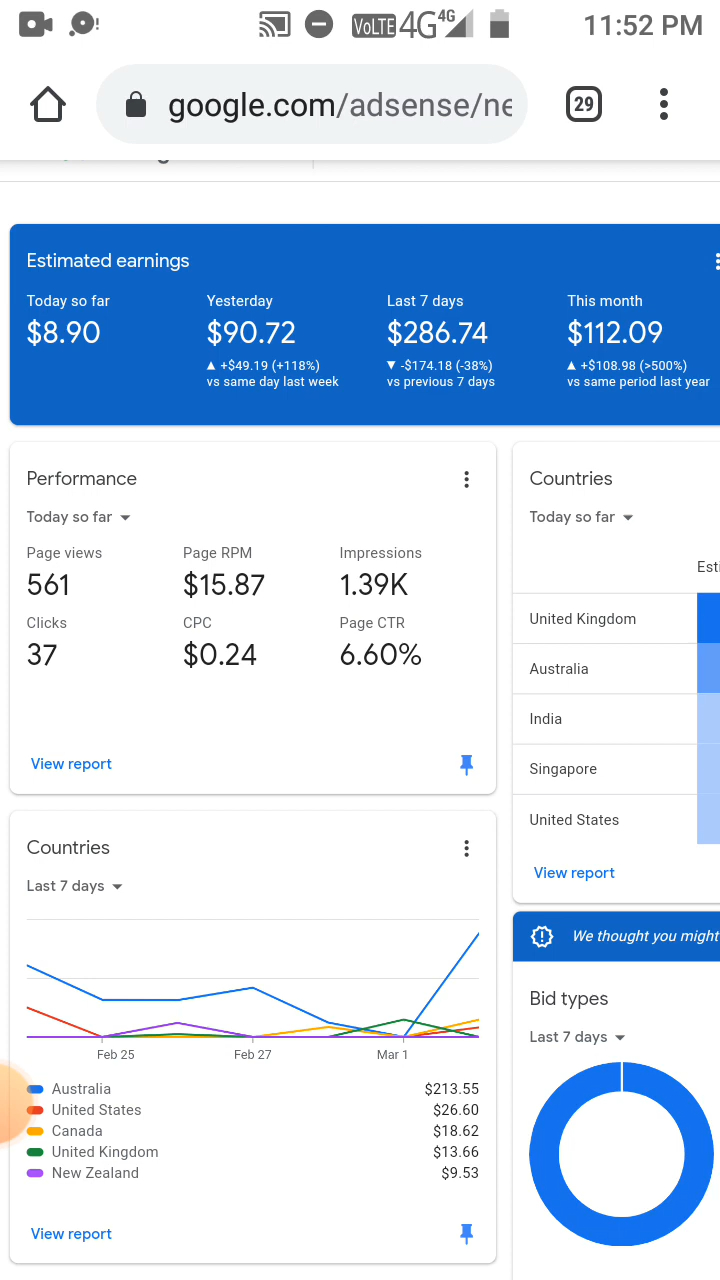 VoLTE 4G 4G 11:52 PM
google.com/adsense/ne
29
Estimated earnings
Today so far Yesterday Last 7 days This month
$8.90 $90.72 $286.74 $112.09
▲ +$49.19 (+118%) ▼ -$174.18 (-38%) ▲ +$108.98 (>500%)
vs same day last week vs previous 7 days vs same period last year
Performance
Today so far
Page views Page RPM Impressions
561 $15.87 1.39K
Clicks CPC Page CTR
37 $0.24 6.60%
View report
Countries
Today so far
Esti
United Kingdom
Australia
India
Singapore
United States
View report
Countries
Last 7 days
Feb 25 Feb 27 Mar 1
Australia $213.55
United States $26.60
Canada $18.62
United Kingdom $13.66
New Zealand $9.53
View report
We thought you might
Bid types
Last 7 days